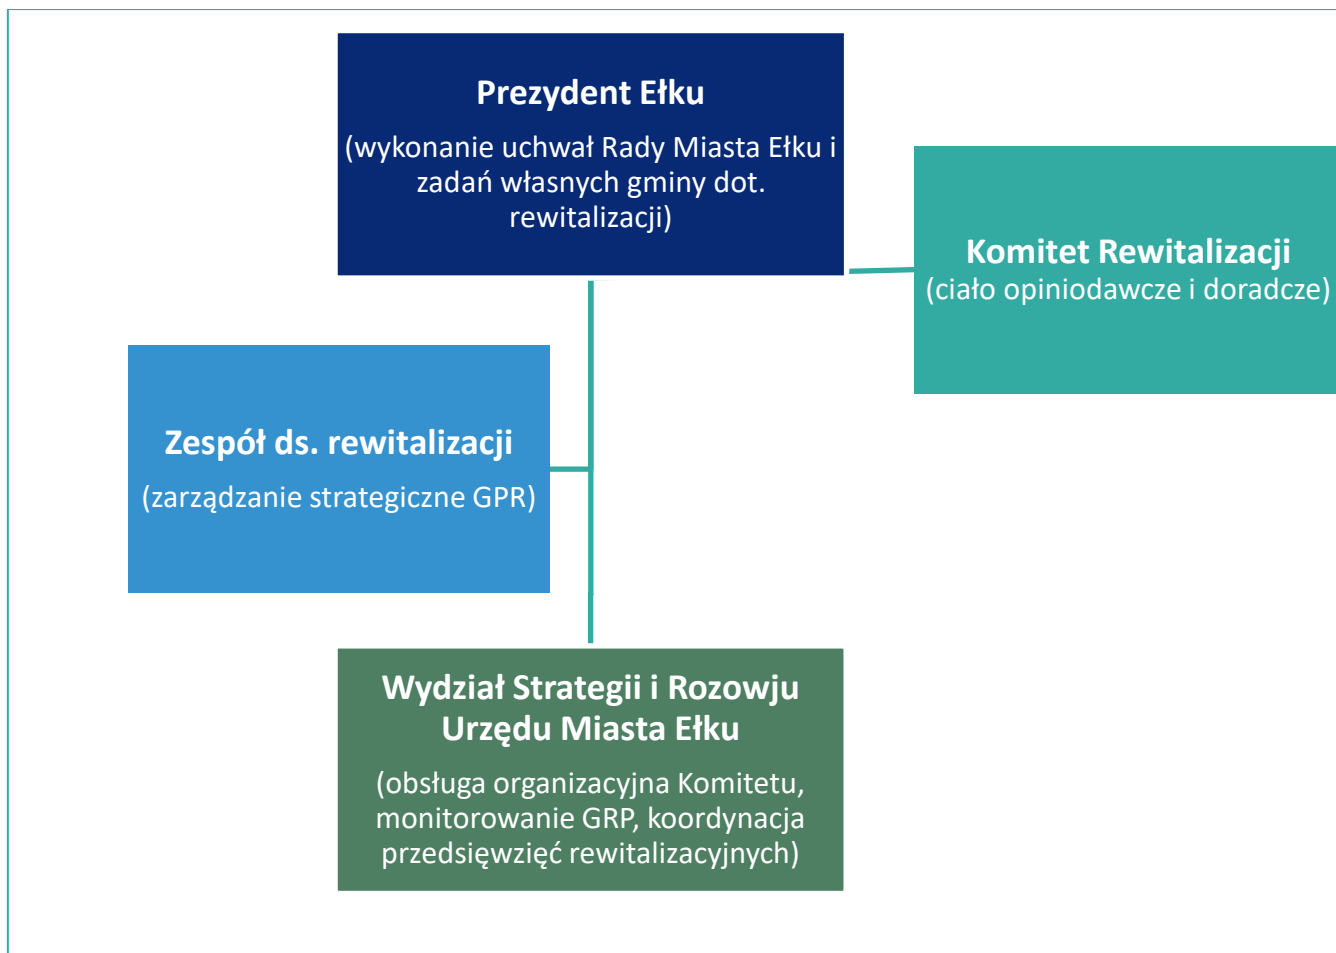 Prezydent Ełku
(wykonanie uchwał Rady Miasta Ełku i
zadań własnych gminy dot.
rewitalizacji)
Komitet Rewitalizacji
(ciało opiniodawcze i doradcze)
Zespół ds. rewitalizacji
(zarządzanie strategiczne GPR)
Wydział Strategii i Rozowju
Urzędu Miasta Ełku
(obsługa organizacyjna Komitetu,
monitorowanie GRP, koordynacja
przedsięwzięć rewitalizacyjnych)